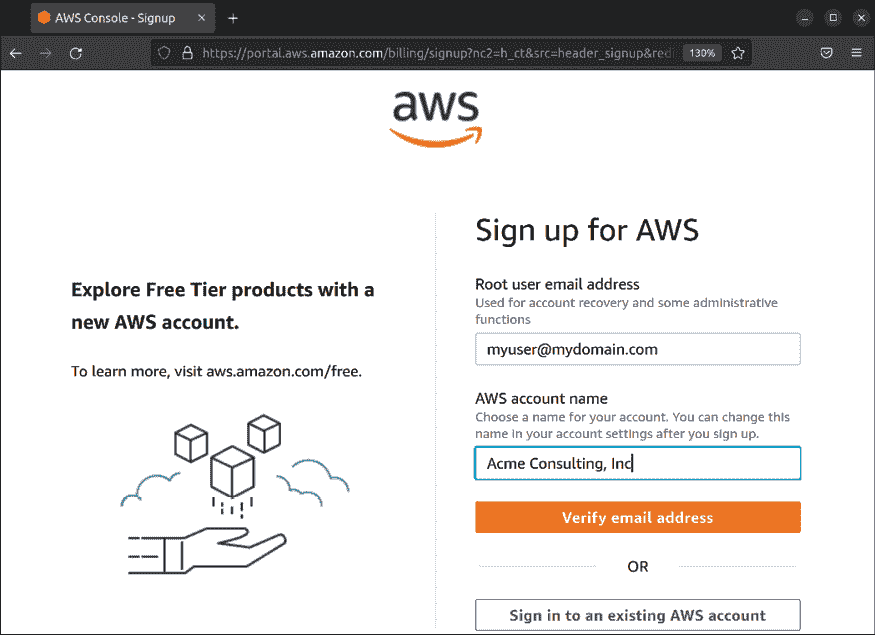 AWS Console - Signup
https://portal.aws.amazon.com/billing/signup?nc2=h_ct&src=header_signup&red
130%
aws
Explore Free Tier products with a
new AWS account.
To learn more, visit aws.amazon.com/free.
Sign up for AWS
Root user email address
Used for account recovery and some administrative
functions
myuser@mydomain.com
AWS account name
Choose a name for your account. You can change this
name in your account settings after you sign up.
Acme Consulting, Inc
Verify email address
OR
Sign in to an existing AWS account